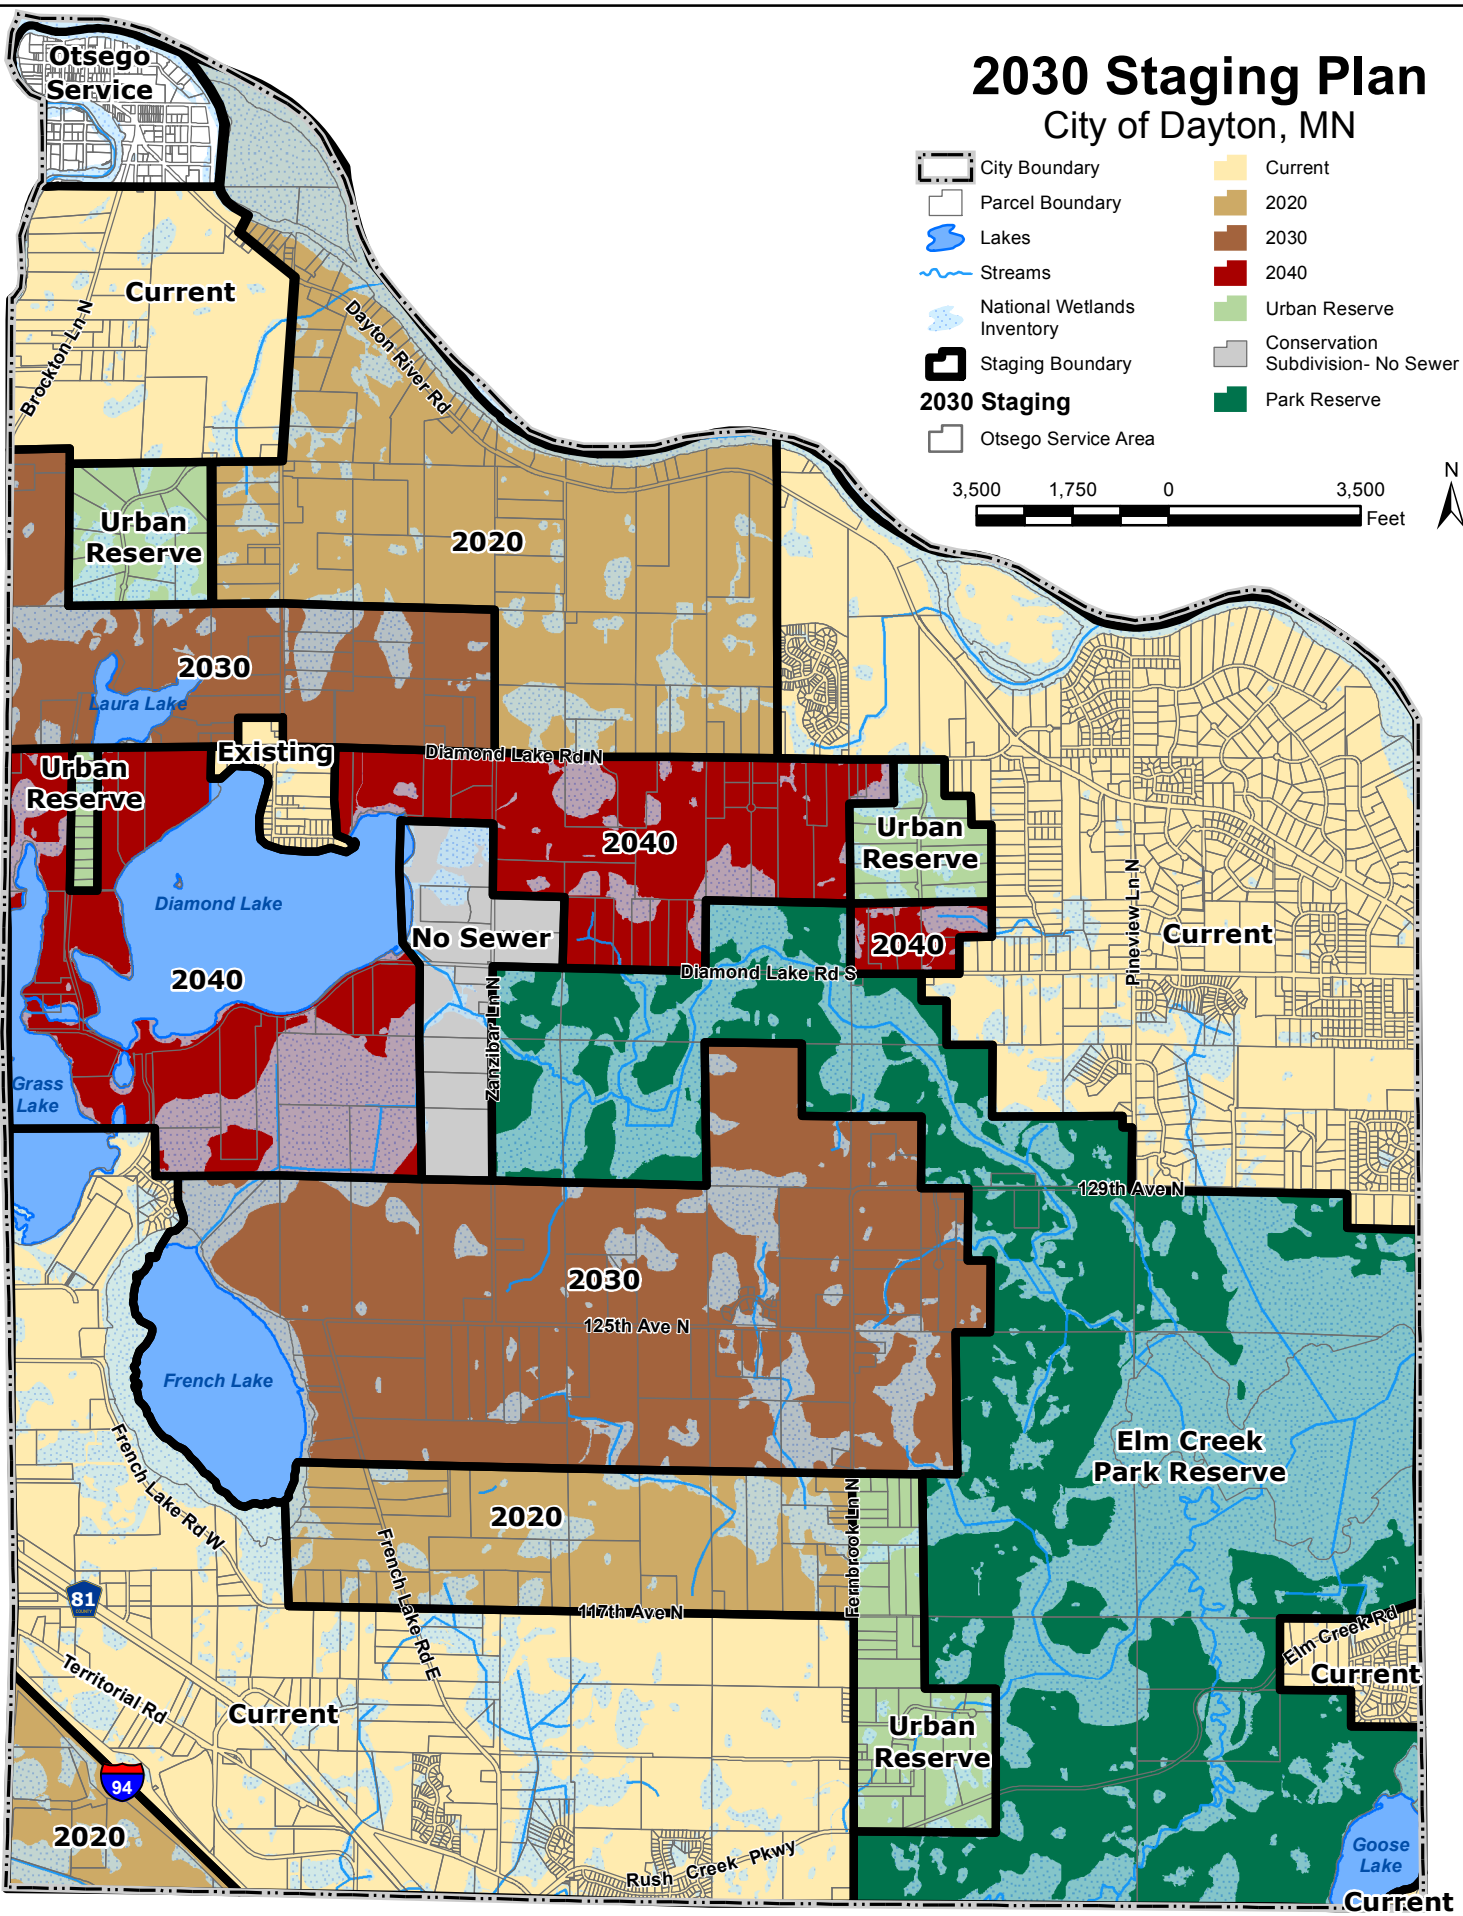 2030 Staging Plan
City of Dayton, MN
City Boundary
Parcel Boundary
Lakes
Streams
National Wetlands
Inventory
Staging Boundary
2030 Staging
Otsego Service Area
Current
2020
2030
2040
Urban Reserve
Conservation
Subdivision- No Sewer
Park Reserve
3,500
1,750
0
3,500
Feet
N
Otsego
Service
Current
Brockton Ln N
Dayton River Rd
Urban
Reserve
2020
2030
Laura Lake
Existing
Diamond Lake Rd N
Urban
Reserve
2040
Urban
Reserve
Diamond Lake
No Sewer
2040
Pineview Ln N
Current
2040
Diamond Lake Rd S
Zanzibar Ln N
Grass
Lake
129th Ave N
2030
125th Ave N
French Lake
French Lake Rd W
Elm Creek
Park Reserve
2020
French Lake Rd E
Fernbrook Ln N
81
COUNTY
117th Ave N
Elm Creek Rd
Current
Territorial Rd
Current
Urban
Reserve
94
2020
Rush Creek Pkwy
Goose
Lake
Current